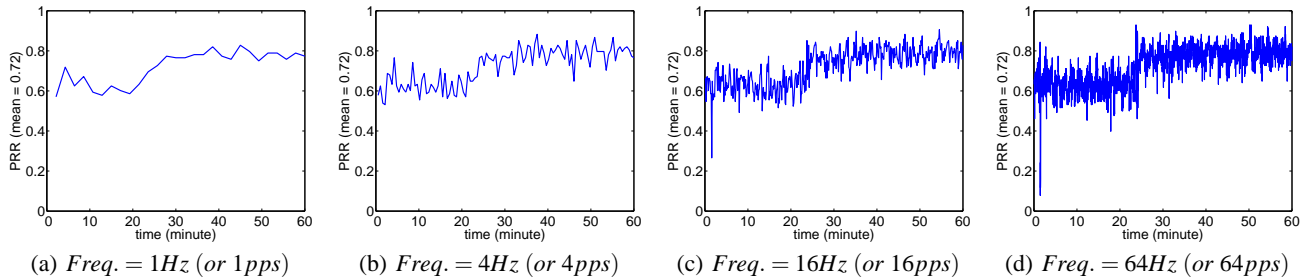 1
0.8
0.6
0.4
0.2
0
PRR (mean = 0.72)
0 10 20 30 40 50 60
time (minute)
(a) Freq. = 1Hz (or 1pps)
1
0.8
0.6
0.4
0.2
0
PRR (mean = 0.72)
0 10 20 30 40 50 60
time (minute)
(b) Freq. = 4Hz (or 4pps)
1
0.8
0.6
0.4
0.2
0
PRR (mean = 0.72)
0 10 20 30 40 50 60
time (minute)
(c) Freq. = 16Hz (or 16pps)
1
0.8
0.6
0.4
0.2
0
PRR (mean = 0.72)
0 10 20 30 40 50 60
time (minute)
(d) Freq. = 64Hz (or 64pps)